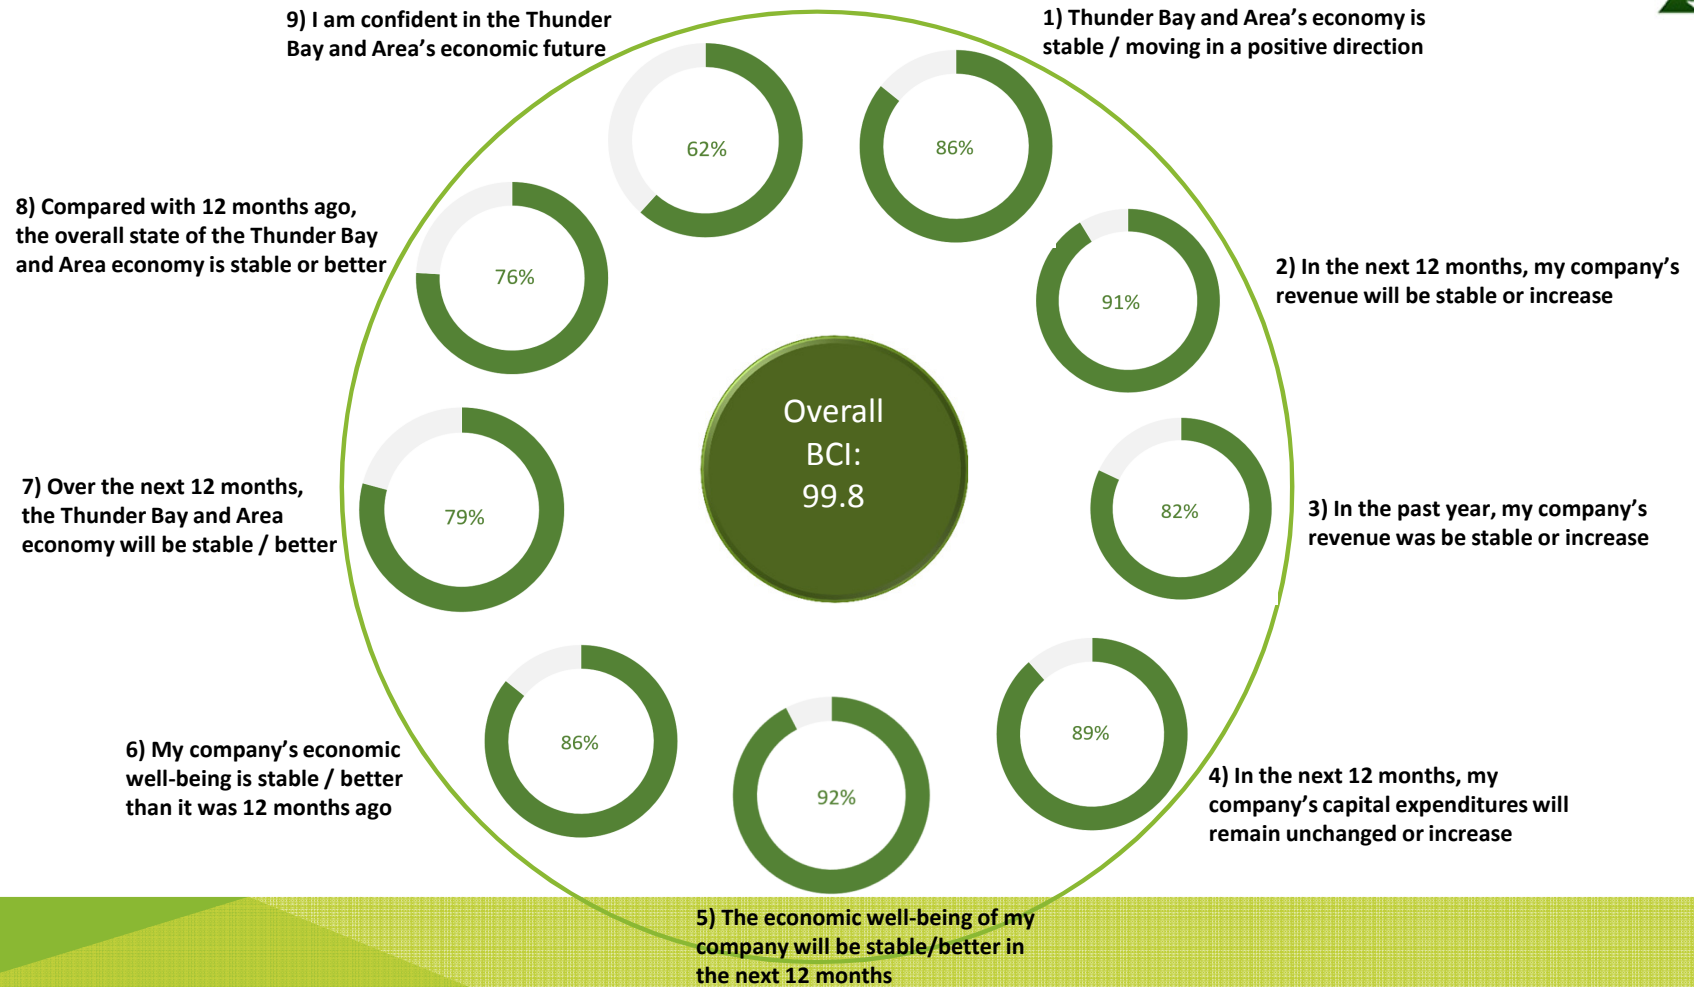 9) I am confident in the Thunder
Bay and Area’s economic future
62%
1) Thunder Bay and Area’s economy is
stable / moving in a positive direction
86%
2) In the next 12 months, my company’s
revenue will be stable or increase
91%
3) In the past year, my company’s
revenue was be stable or increase
82%
4) In the next 12 months, my
company’s capital expenditures will
remain unchanged or increase
89%
5) The economic well-being of my
company will be stable/better in
the next 12 months
92%
6) My company’s economic
well-being is stable / better
than it was 12 months ago
86%
7) Over the next 12 months,
the Thunder Bay and Area
economy will be stable / better
79%
8) Compared with 12 months ago,
the overall state of the Thunder Bay
and Area economy is stable or better
76%
Overall
BCI:
99.8